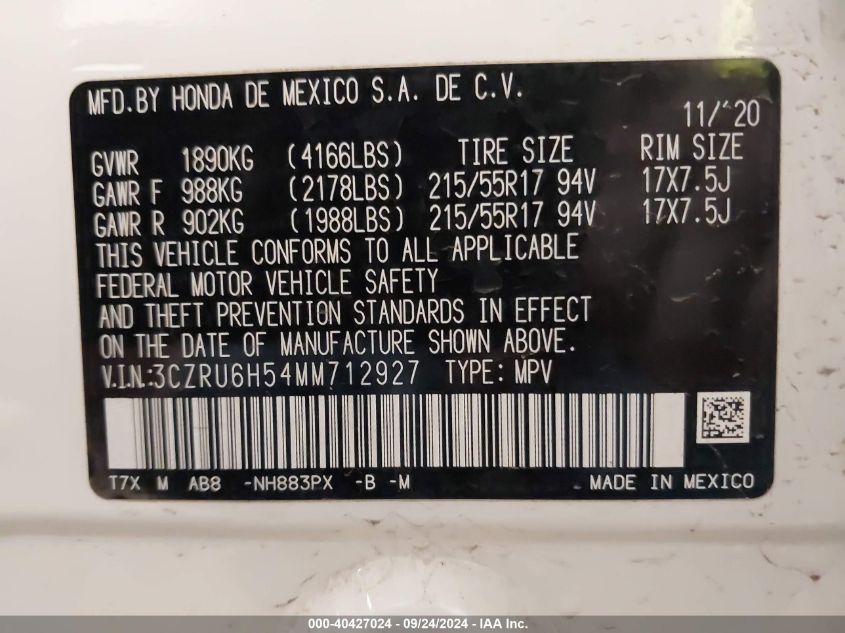 MFD.BY HONDA DE MEXICO S.A. DE C.V.
11/'20
GVWR 1890KG (4166LBS) TIRE SIZE RIM SIZE
GAWR F 988KG (2178LBS) 215/55R17 94V 17X7.5J
GAWR R 902KG (1988LBS) 215/55R17 94V 17X7.5J
THIS VEHICLE CONFORMS TO ALL APPLICABLE
FEDERAL MOTOR VEHICLE SAFETY
AND THEFT PREVENTION STANDARDS IN EFFECT
ON THE DATE OF MANUFACTURE SHOWN ABOVE.
V.I.N.:3CZRU6H54MM712927 TYPE: MPV
T7X M AB8 -NH883PX -B -M MADE IN MEXICO
000-40427024 - 09/24/2024 - IAA Inc.